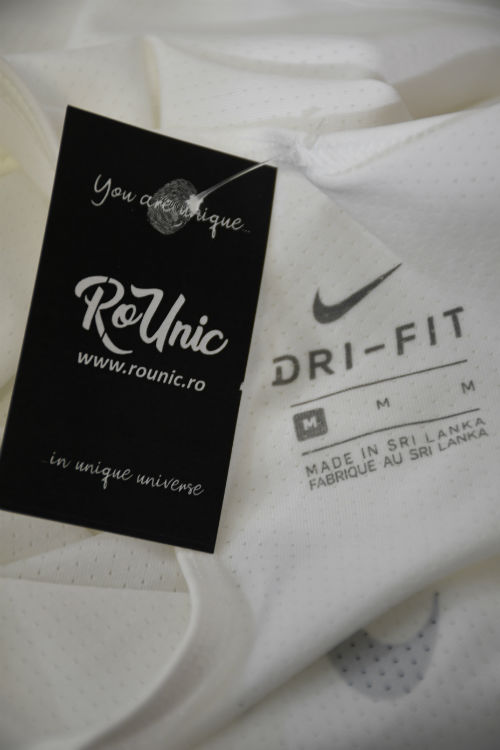 You are unique...
RoUnic
www.rounic.ro
...in unique universe
DRI-FIT
M M M
MADE IN SRI LANKA
FABRIQUE AU SRI LANKA